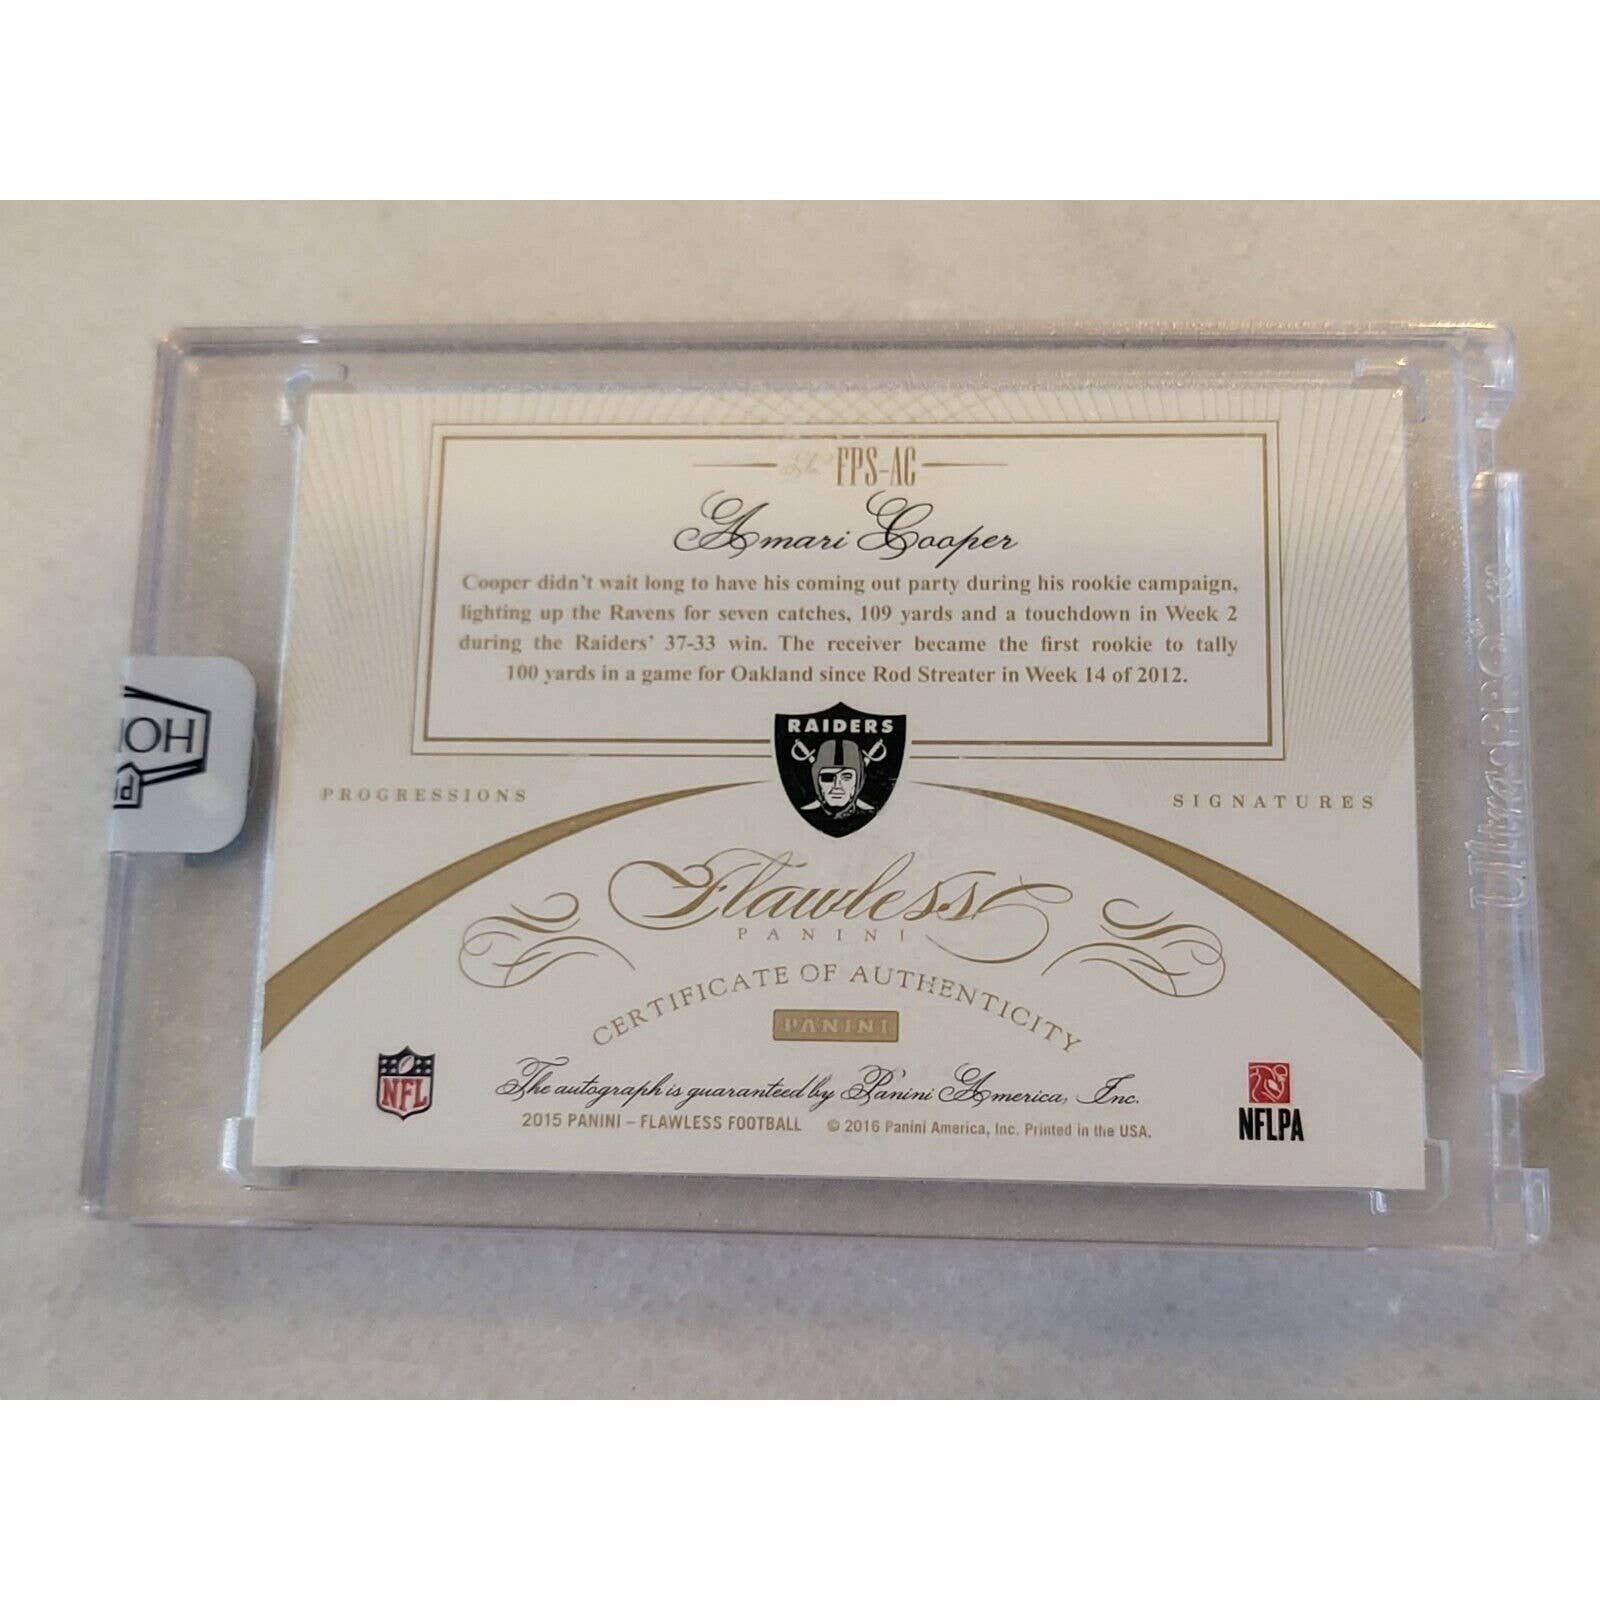 FPS-AC
Amari Cooper
Cooper didn't wait long to have his coming out party during his rookie campaign,
lighting up the Ravens for seven catches, 109 yards and a touchdown in Week 2
during the Raiders' 37-33 win. The receiver became the first rookie to tally
100 yards in a game for Oakland since Rod Streater in Week 14 of 2012.
RAIDERS
PROGRESSIONS
SIGNATURES
Flawless
PANINI
CERTIFICATE OF AUTHENTICITY
PANINI
NFL
The autograph is guaranteed by Panini America, Inc.
2015 PANINI – FLAWLESS FOOTBALL © 2016 Panini America, Inc. Printed in the USA.
NFLPA
Ultra PRO